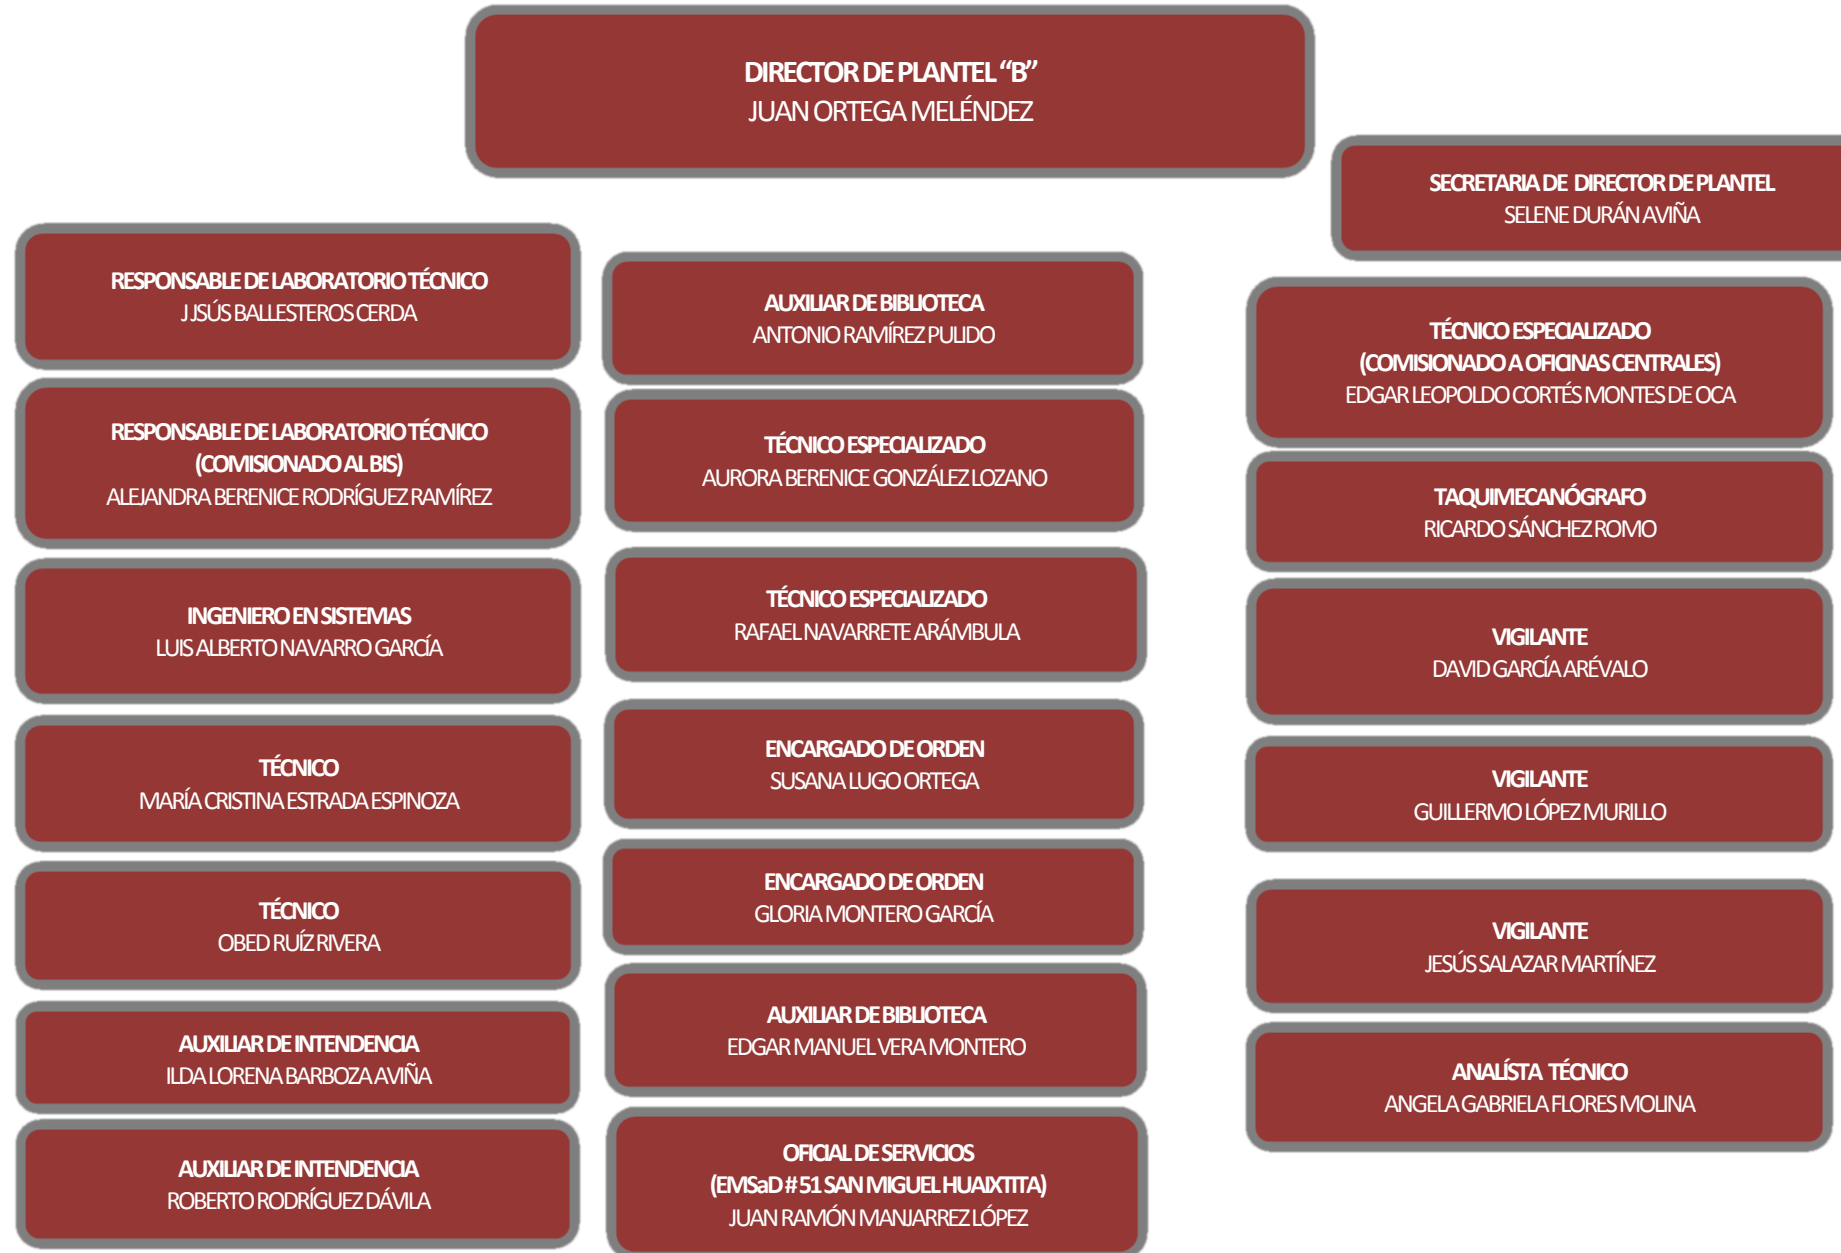 DIRECTOR DE PLANTEL “B”
JUAN ORTEGA MELÉNDEZ
SECRETARIA DE DIRECTOR DE PLANTEL
SELENE DURÁN AVIÑA
RESPONSABLE DE LABORATORIO TÉCNICO
J JSÚS BALLESTEROS CERDA
RESPONSABLE DE LABORATORIO TÉCNICO
(COMISIONADO AL BIS)
ALEJANDRA BERENICE RODRÍGUEZ RAMÍREZ
INGENIERO EN SISTEMAS
LUIS ALBERTO NAVARRO GARCÍA
TÉCNICO
MARÍA CRISTINA ESTRADA ESPINOZA
TÉCNICO
OBED RUÍZ RIVERA
AUXILIAR DE INTENDENCIA
ILDA LORENA BARBOZA AVIÑA
AUXILIAR DE INTENDENCIA
ROBERTO RODRÍGUEZ DÁVILA
AUXILIAR DE BIBLIOTECA
ANTONIO RAMÍREZ PULIDO
TÉCNICO ESPECIALIZADO
AURORA BERENICE GONZÁLEZ LOZANO
TÉCNICO ESPECIALIZADO
RAFAEL NAVARRETE ARÁMBULA
ENCARGADO DE ORDEN
SUSANA LUGO ORTEGA
ENCARGADO DE ORDEN
GLORIA MONTERO GARCÍA
AUXILIAR DE BIBLIOTECA
EDGAR MANUEL VERA MONTERO
OFICIAL DE SERVICIOS
(EMSaD # 51 SAN MIGUEL HUAIXTITA)
JUAN RAMÓN MANJARREZ LÓPEZ
TÉCNICO ESPECIALIZADO
(COMISIONADO A OFICINAS CENTRALES)
EDGAR LEOPOLDO CORTÉS MONTES DE OCA
TAQUIMECANÓGRAFO
RICARDO SÁNCHEZ ROMO
VIGILANTE
DAVID GARCÍA ARÉVALO
VIGILANTE
GUILLERMO LÓPEZ MURILLO
VIGILANTE
JESÚS SALAZAR MARTÍNEZ
ANALÍSTA TÉCNICO
ANGELA GABRIELA FLORES MOLINA